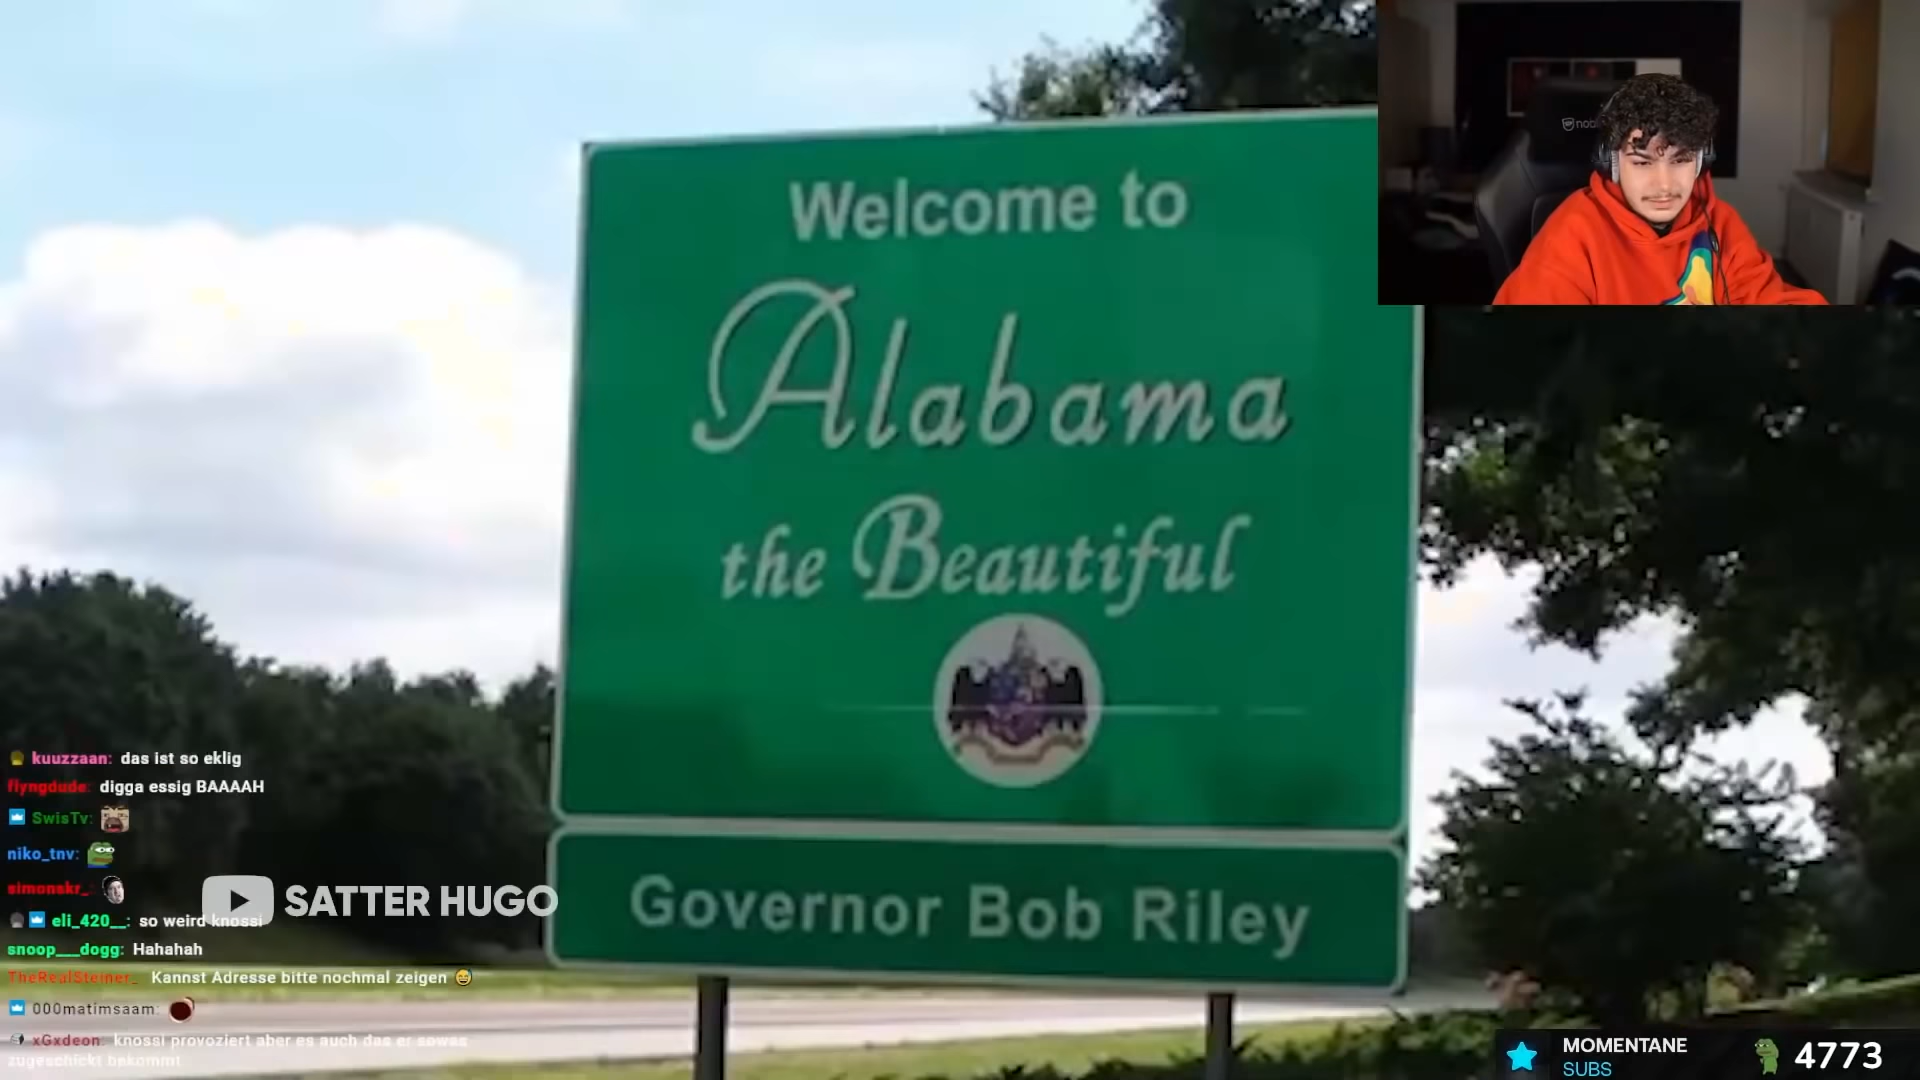 Welcome to
Alabama
the Beautiful
Governor Bob Riley
kuuzzaan: das ist so eklig
flyngdude: digga essig BAAAAH
SwisTv:
niko_tnv:
simonskr_:
SATTER HUGO
eli_420__: so weird knossi
snoop___dogg: Hahahah
TheRealSteiner_ Kannst Adresse bitte nochmal zeigen
000matimsaam:
xGxdeon: knossi provoziert aber es auch das er sowas
zugeschickt bekommt
MOMENTANE
SUBS
4773